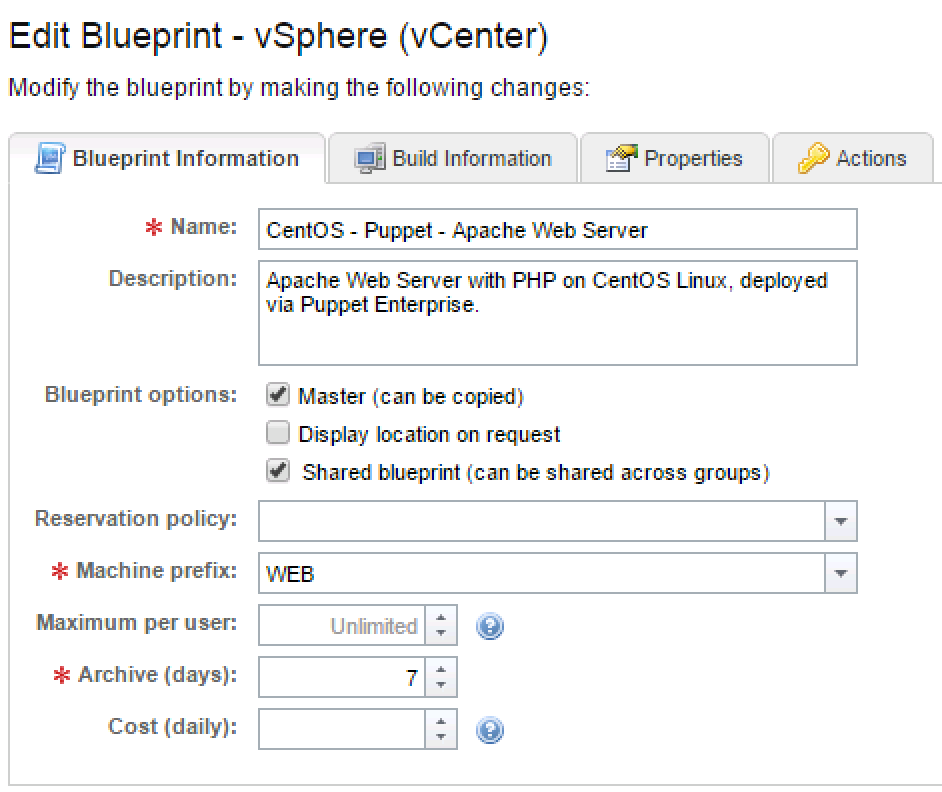 Edit Blueprint - vSphere (vCenter)
Modify the blueprint by making the following changes:
Blueprint Information Build Information Properties Actions
* Name: CentOS - Puppet - Apache Web Server
Description: Apache Web Server with PHP on CentOS Linux, deployed
via Puppet Enterprise.
Blueprint options: Master (can be copied)
Display location on request
Shared blueprint (can be shared across groups)
Reservation policy:
* Machine prefix: WEB
Maximum per user: Unlimited ?
* Archive (days): 7
Cost (daily): ?